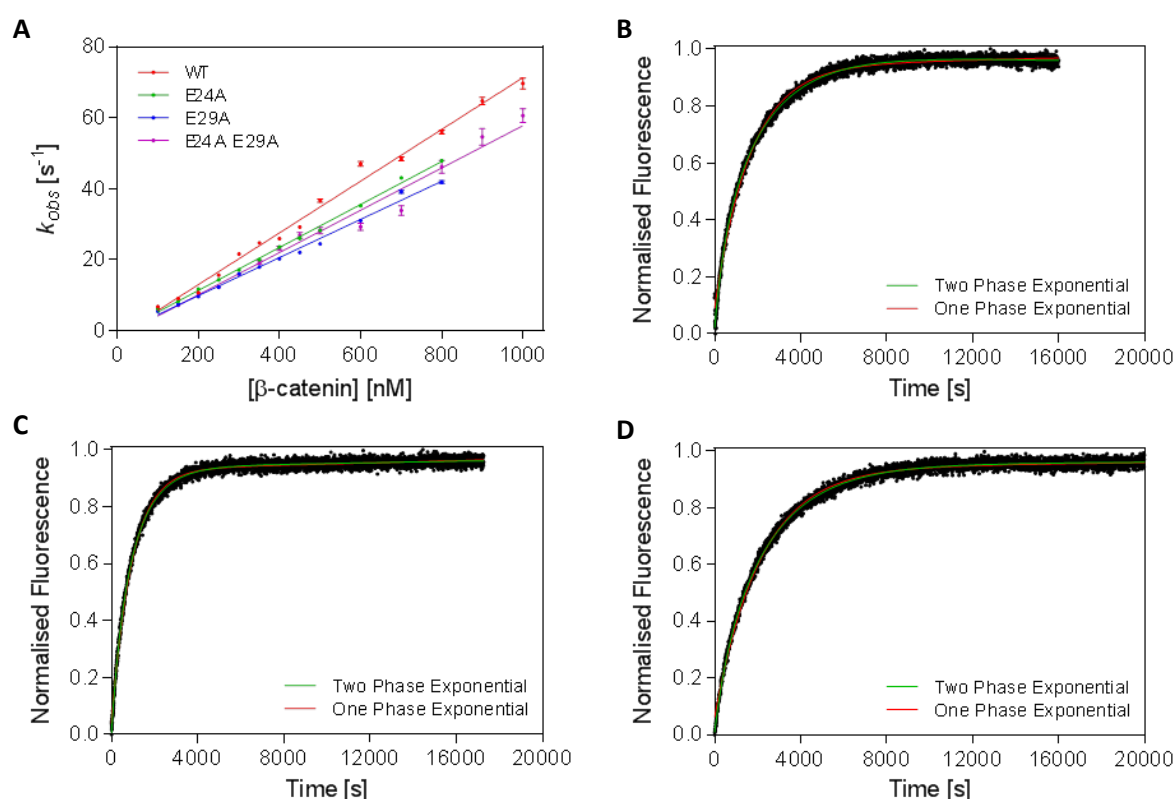 A
80
60
40
20
0
k_obs [s⁻¹]
WT
E24A
E29A
E24A E29A
0 200 400 600 800 1000
[β-catenin] [nM]
B
1.0
0.8
0.6
0.4
0.2
0.0
Normalised Fluorescence
Two Phase Exponential
One Phase Exponential
0 4000 8000 12000 16000 20000
Time [s]
C
1.0
0.8
0.6
0.4
0.2
0.0
Normalised Fluorescence
Two Phase Exponential
One Phase Exponential
0 4000 8000 12000 16000 20000
Time [s]
D
1.0
0.8
0.6
0.4
0.2
0.0
Normalised Fluorescence
Two Phase Exponential
One Phase Exponential
0 4000 8000 12000 16000 20000
Time [s]